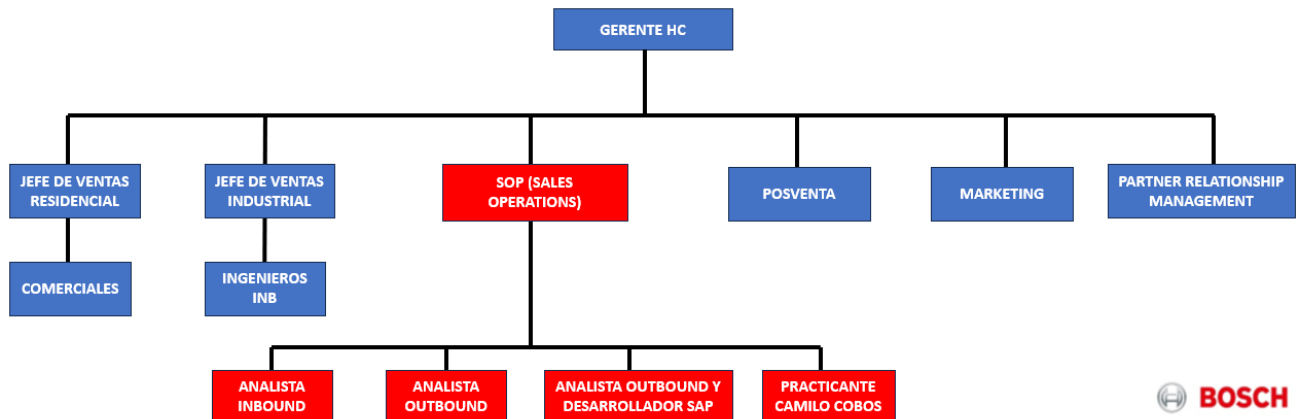 GERENTE HC
JEFE DE VENTAS
RESIDENCIAL
JEFE DE VENTAS
INDUSTRIAL
SOP (SALES
OPERATIONS)
POSVENTA
MARKETING
PARTNER RELATIONSHIP
MANAGEMENT
COMERCIALES
INGENIEROS
INB
ANALISTA
INBOUND
ANALISTA
OUTBOUND
ANALISTA OUTBOUND Y
DESARROLLADOR SAP
PRACTICANTE
CAMILO COBOS
BOSCH